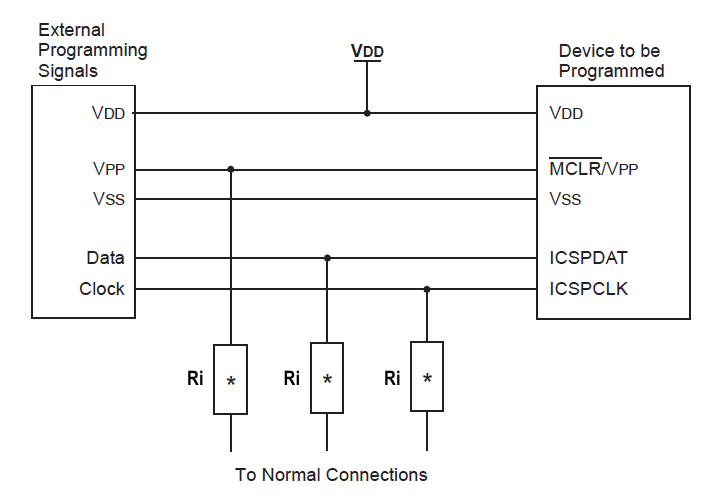 External
Programming
Signals
VDD
Device to be
Programmed
VDD
VDD
VPP
MCLR/VPP
VSS
VSS
Data
ICSPDAT
Clock
ICSPCLK
Ri
*
Ri
*
Ri
*
To Normal Connections